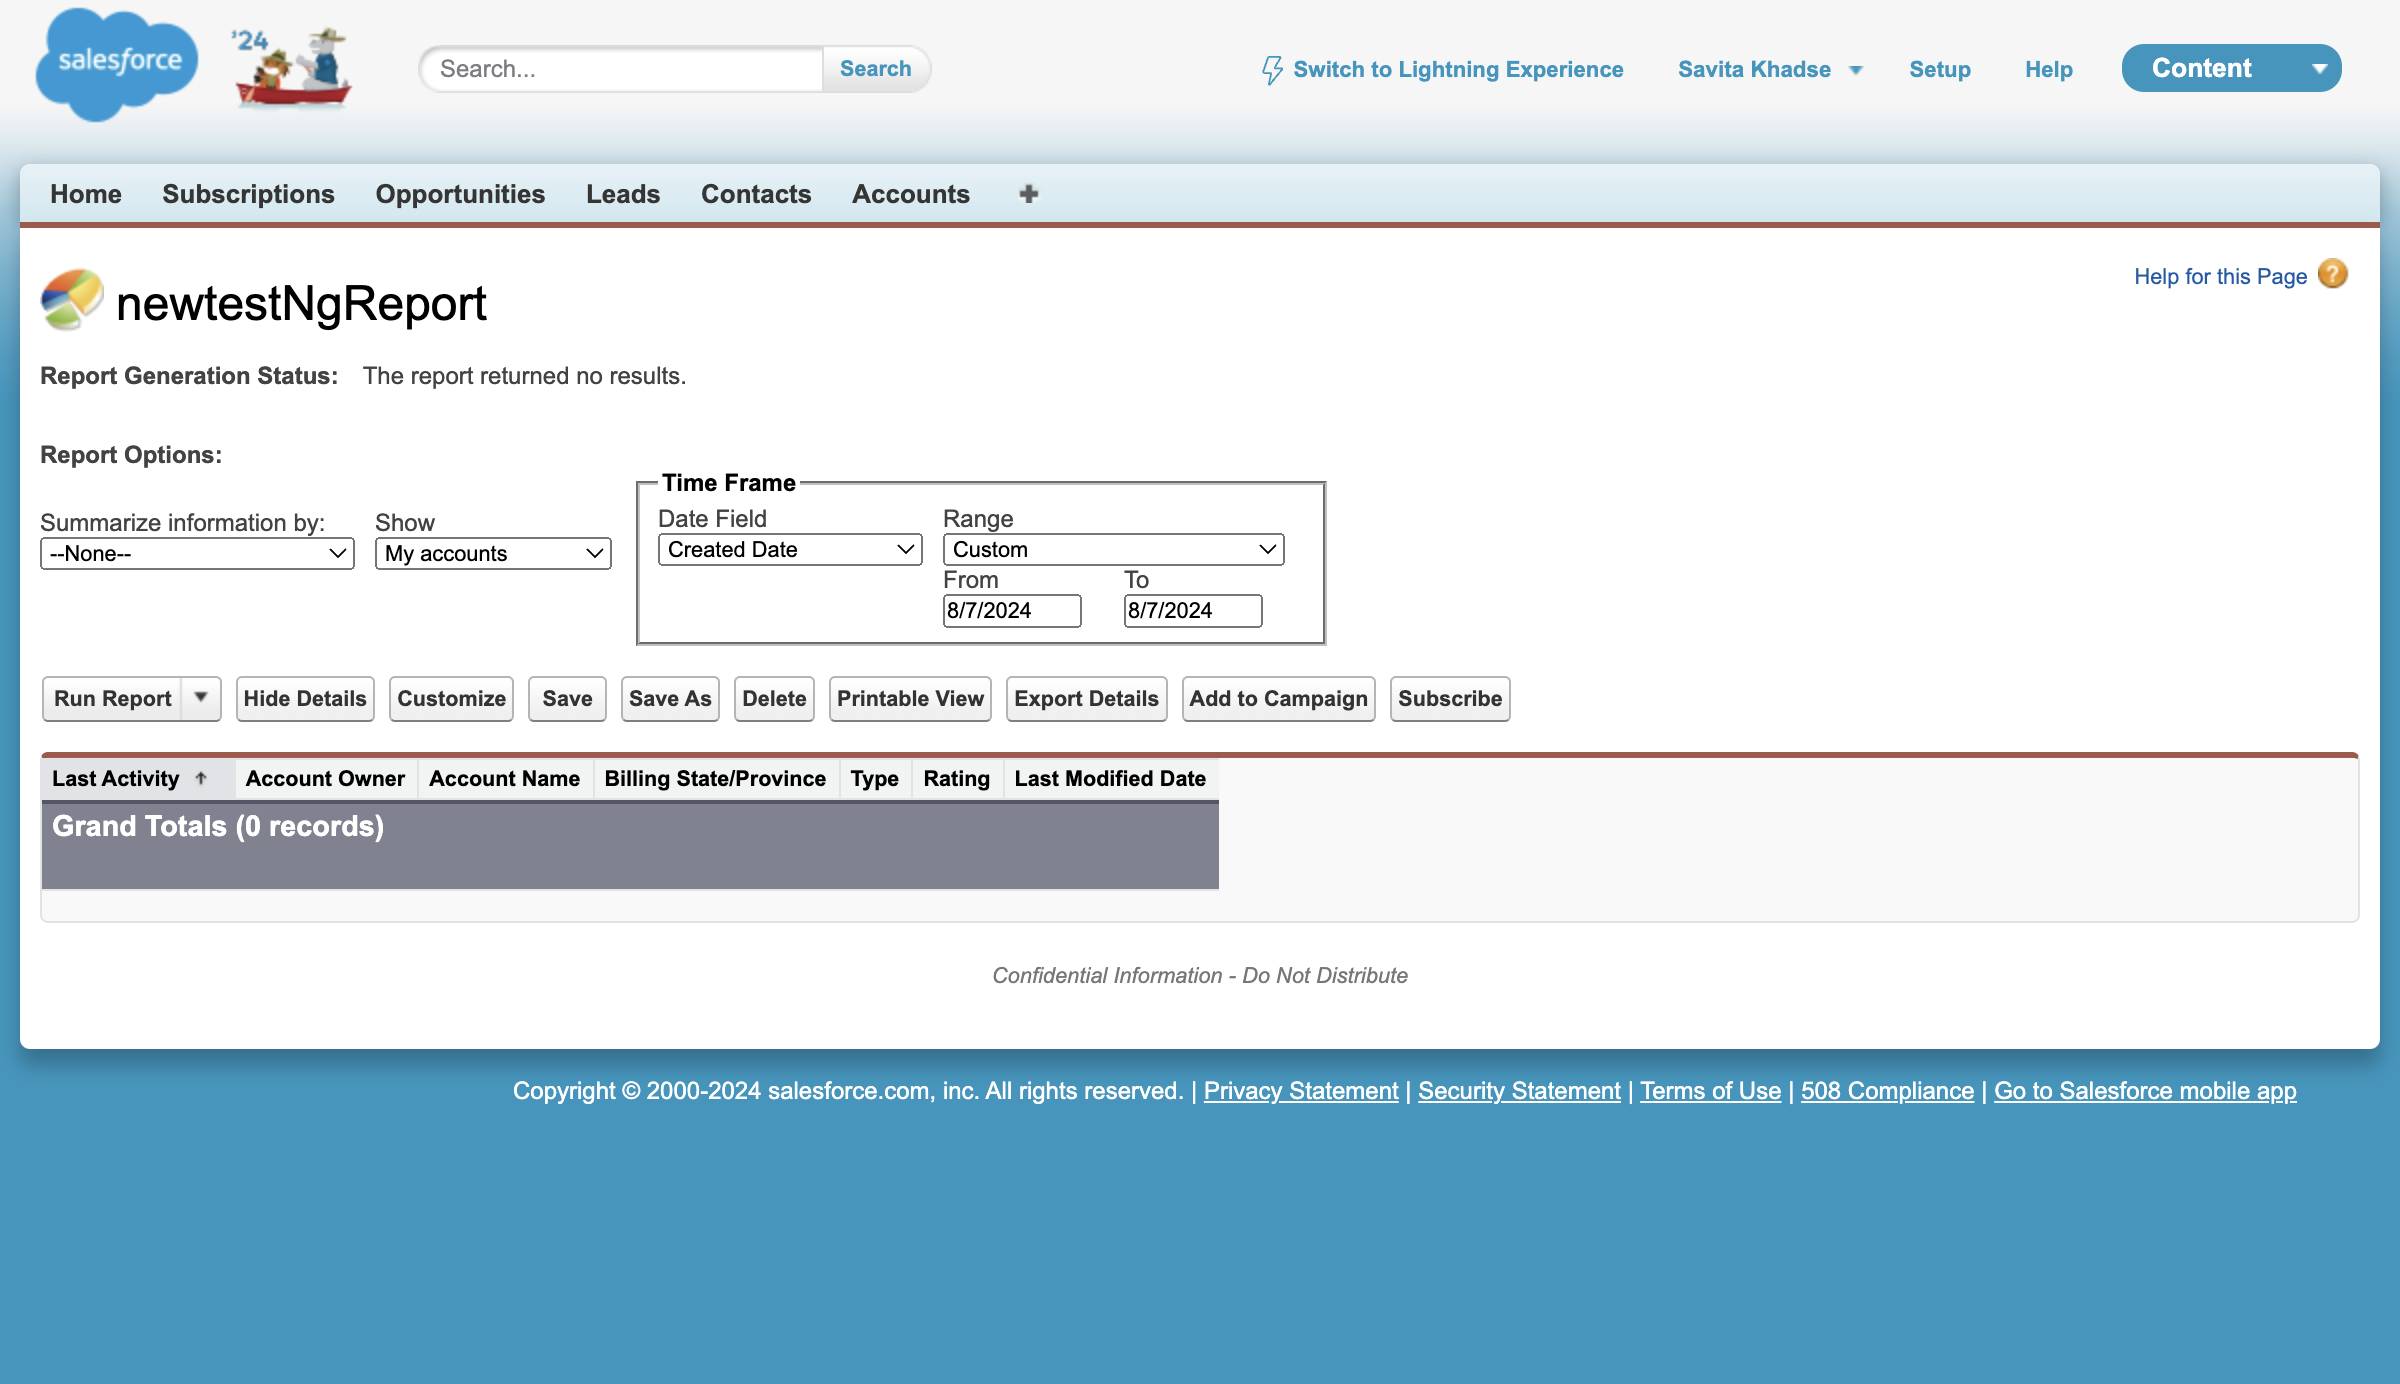 salesforce '24 Search... Search Switch to Lightning Experience Savita Khadse Setup Help Content
Home Subscriptions Opportunities Leads Contacts Accounts
Help for this Page ?
newtestNgReport
Report Generation Status: The report returned no results.
Report Options:
Time Frame
Summarize information by: Show Date Field Range
--None-- My accounts Created Date Custom
From To
8/7/2024 8/7/2024
Run Report Hide Details Customize Save Save As Delete Printable View Export Details Add to Campaign Subscribe
Last Activity Account Owner Account Name Billing State/Province Type Rating Last Modified Date
Grand Totals (0 records)
Confidential Information - Do Not Distribute
Copyright © 2000-2024 salesforce.com, inc. All rights reserved. | Privacy Statement | Security Statement | Terms of Use | 508 Compliance | Go to Salesforce mobile app